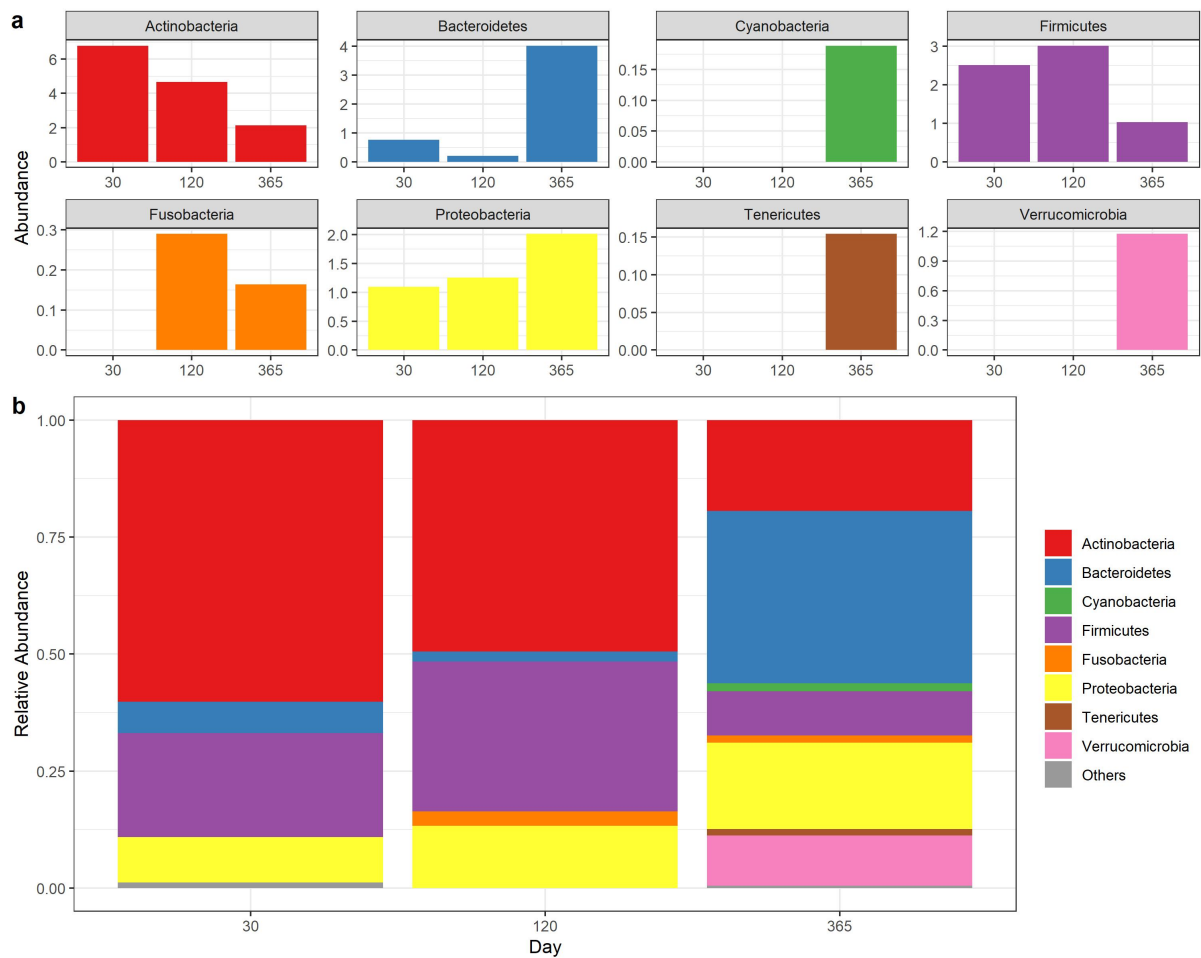 a
Actinobacteria Bacteroidetes Cyanobacteria Firmicutes
6
4
2
0
4
3
2
1
0
0.15
0.10
0.05
0.00
3
2
1
0
30 120 365 30 120 365 30 120 365 30 120 365
Abundance
Fusobacteria Proteobacteria Tenericutes Verrucomicrobia
0.3
0.2
0.1
0.0
2.0
1.5
1.0
0.5
0.0
0.15
0.10
0.05
0.00
1.2
0.9
0.6
0.3
0.0
30 120 365 30 120 365 30 120 365 30 120 365
b
1.00
0.75
0.50
0.25
0.00
Relative Abundance
30 120 365
Day
Actinobacteria
Bacteroidetes
Cyanobacteria
Firmicutes
Fusobacteria
Proteobacteria
Tenericutes
Verrucomicrobia
Others